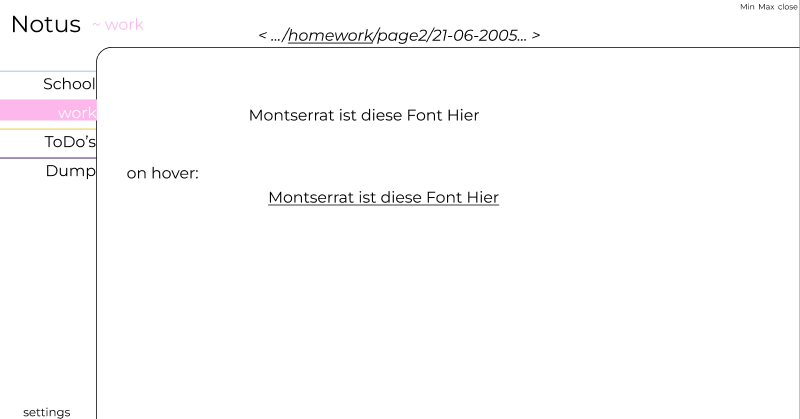 Min Max close
Notus ~ work
< .../homework/page2/21-06-2005... >
School
work
ToDo's
Dump
Montserrat ist diese Font Hier
on hover:
Montserrat ist diese Font Hier
settings